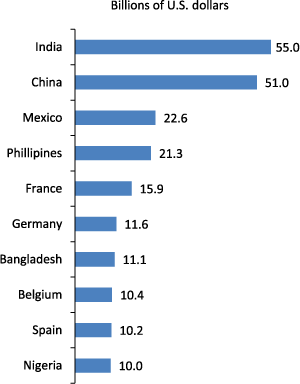 Billions of U.S. dollars
India 55.0
China 51.0
Mexico 22.6
Phillipines 21.3
France 15.9
Germany 11.6
Bangladesh 11.1
Belgium 10.4
Spain 10.2
Nigeria 10.0